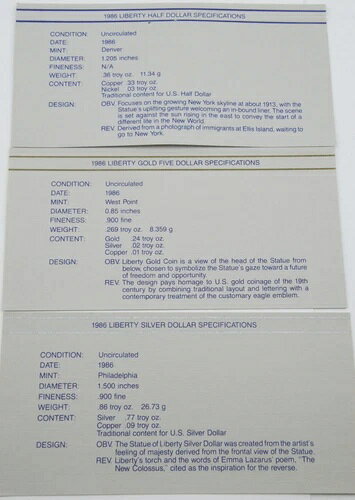 1986 LIBERTY HALF DOLLAR SPECIFICATIONS
CONDITION: Uncirculated
DATE: 1986
MINT: Denver
DIAMETER: 1.205 inches
FINENESS: N/A
WEIGHT: .36 troy oz. 11.34 g
CONTENT: Copper .33 troy oz.
Nickel .03 troy oz.
Traditional content for U.S. Half Dollar
DESIGN: OBV. Focuses on the growing New York skyline at about 1913, with the
Statue's uplifting gesture welcoming an in-bound liner. The scene
is set against the sun rising in the east to convey the start of a
different life in the New World.
REV. Derived from a photograph of immigrants at Ellis Island, waiting to
go to New York.
1986 LIBERTY GOLD FIVE DOLLAR SPECIFICATIONS
CONDITION: Uncirculated
DATE: 1986
MINT: West Point
DIAMETER: 0.85 inches
FINENESS: .900 fine
WEIGHT: .269 troy oz. 8.359 g
CONTENT: Gold .24 troy oz.
Silver .02 troy oz.
Copper .01 troy oz.
DESIGN: OBV. Liberty Gold Coin is a view of the head of the Statue from
below, chosen to symbolize the Statue's gaze toward a future
of freedom and opportunity.
REV. The design pays homage to U.S. gold coinage of the 19th
century by combining traditional layout and lettering with a
contemporary treatment of the customary eagle emblem.
1986 LIBERTY SILVER DOLLAR SPECIFICATIONS
CONDITION: Uncirculated
DATE: 1986
MINT: Philadelphia
DIAMETER: 1.500 inches
FINENESS: .900 fine
WEIGHT: .86 troy oz. 26.73 g
CONTENT: Silver .77 troy oz.
Copper .09 troy oz.
Traditional content for U.S. Silver Dollar
DESIGN: OBV. The Statue of Liberty Silver Dollar was created from the artist's
feeling of majesty derived from the frontal view of the Statue.
REV. Liberty's torch and the words of Emma Lazarus' poem, "The
New Colossus," cited as the inspiration for the reverse.